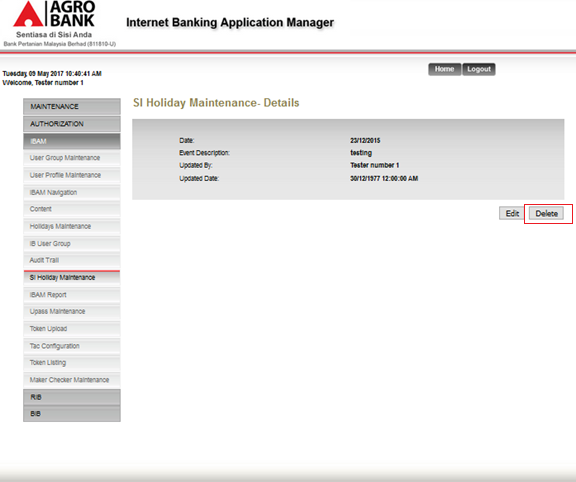 AGRO
BANK
Sentiasa di Sisi Anda
Bank Pertanian Malaysia Berhad (811810-U)
Internet Banking Application Manager
Tuesday, 09 May 2017 10:40:41 AM
Welcome, Tester number 1
Home
Logout
MAINTENANCE
AUTHORIZATION
IBAM
User Group Maintenance
User Profile Maintenance
IBAM Navigation
Content
Holidays Maintenance
IB User Group
Audit Trail
SI Holiday Maintenance
IBAM Report
Upass Maintenance
Token Upload
Tac Configuration
Token Listing
Maker Checker Maintenance
RIB
BIB
SI Holiday Maintenance- Details
Date: 23/12/2015
Event Description: testing
Updated By: Tester number 1
Updated Date: 30/12/1977 12:00:00 AM
Edit Delete